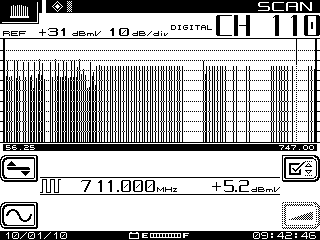 SCAN
REF +31 dBmV 10 dB/div DIGITAL CH 110
56.25 747.00
711.000 MHz +5.2 dBmV
10/01/10 E F 09:42:46